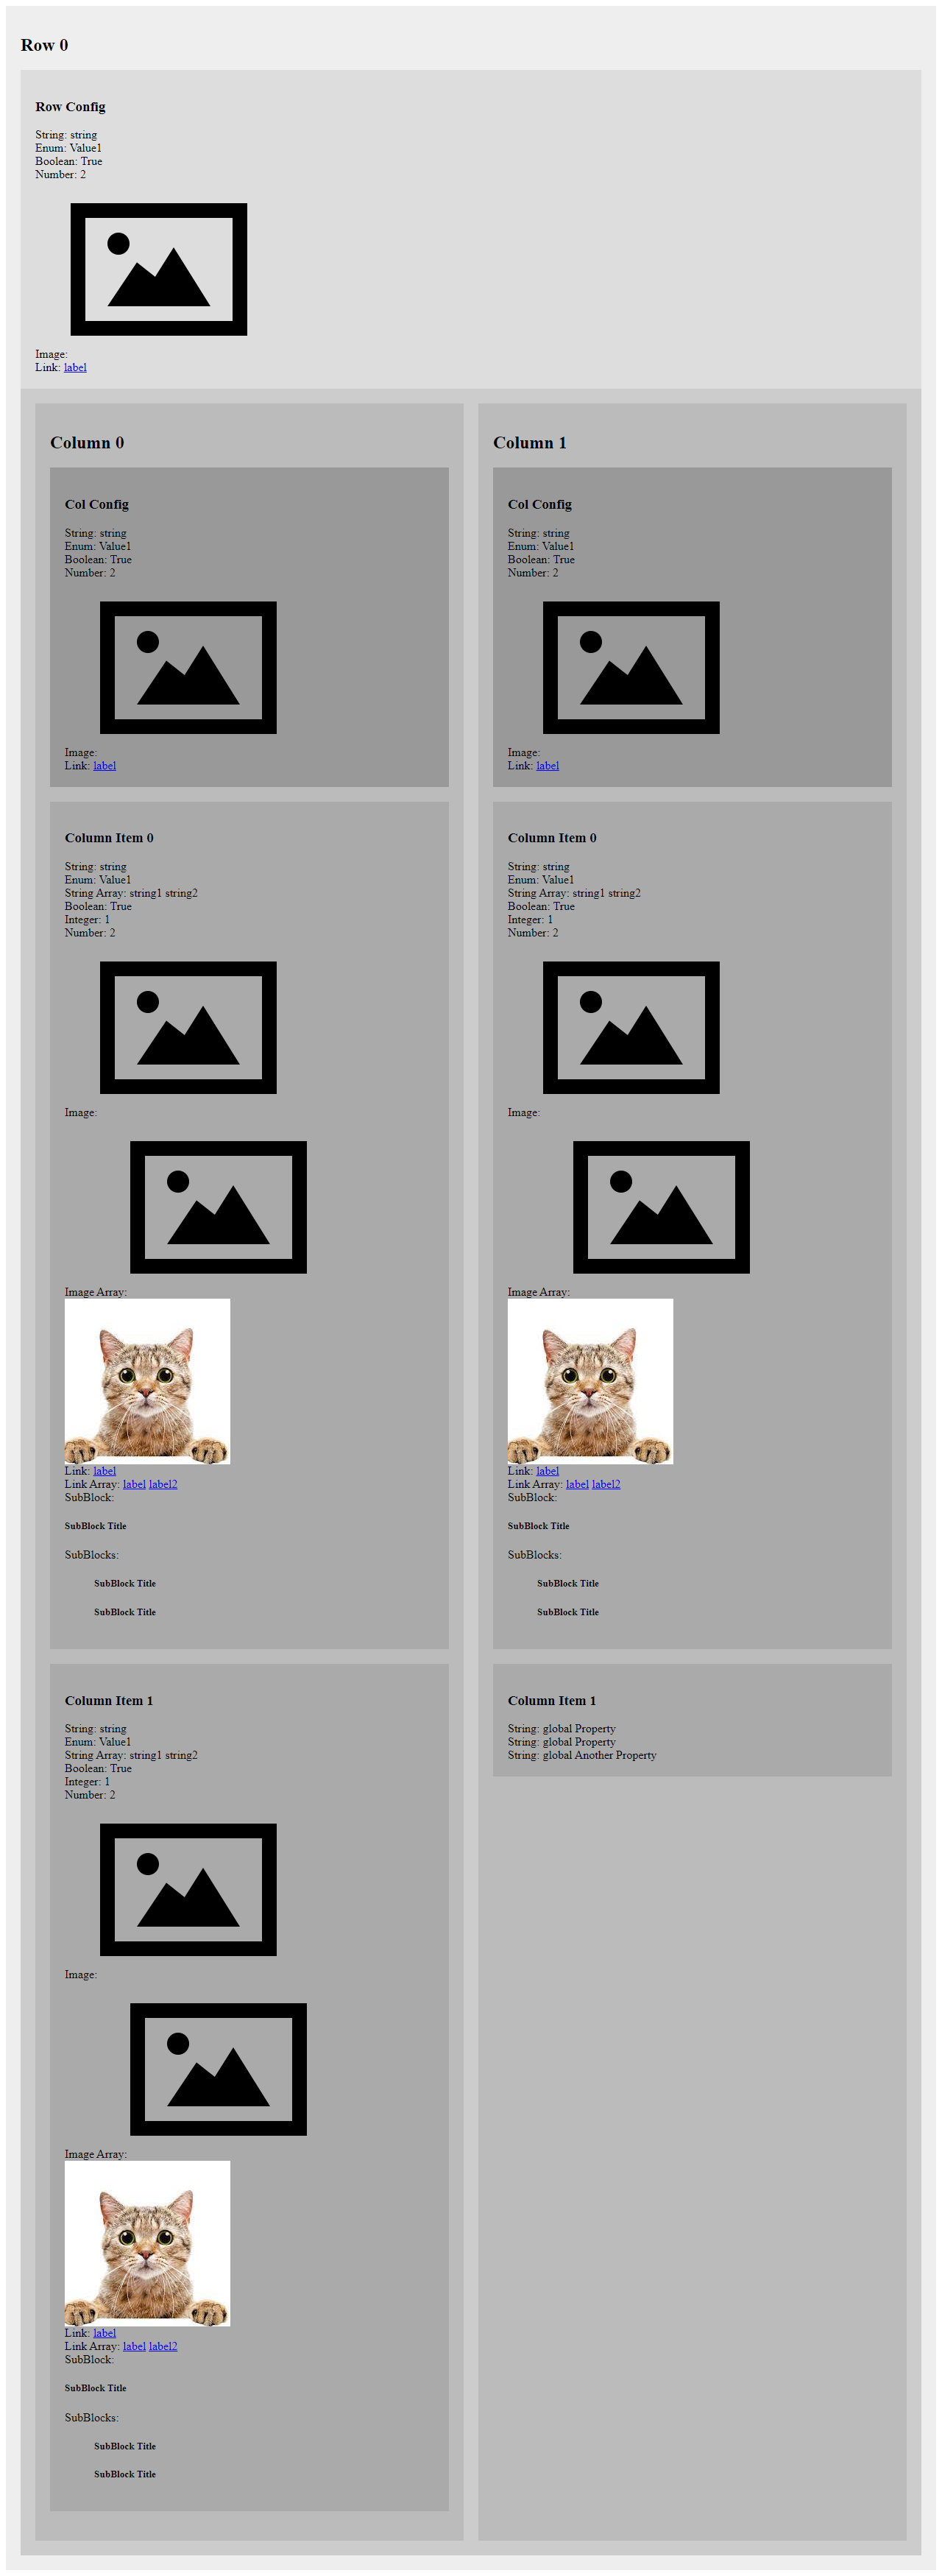 Row 0
Row Config
String: string
Enum: Value1
Boolean: True
Number: 2
Image:
Link: label
Column 0
Col Config
String: string
Enum: Value1
Boolean: True
Number: 2
Image:
Link: label
Column Item 0
String: string
Enum: Value1
String Array: string1 string2
Boolean: True
Integer: 1
Number: 2
Image:
Image Array:
Link: label
Link Array: label label2
SubBlock:
SubBlock Title
SubBlocks:
SubBlock Title
SubBlock Title
Column Item 1
String: string
Enum: Value1
String Array: string1 string2
Boolean: True
Integer: 1
Number: 2
Image:
Image Array:
Link: label
Link Array: label label2
SubBlock:
SubBlock Title
SubBlocks:
SubBlock Title
SubBlock Title
Column 1
Col Config
String: string
Enum: Value1
Boolean: True
Number: 2
Image:
Link: label
Column Item 0
String: string
Enum: Value1
String Array: string1 string2
Boolean: True
Integer: 1
Number: 2
Image:
Image Array:
Link: label
Link Array: label label2
SubBlock:
SubBlock Title
SubBlocks:
SubBlock Title
SubBlock Title
Column Item 1
String: global Property
String: global Property
String: global Another Property